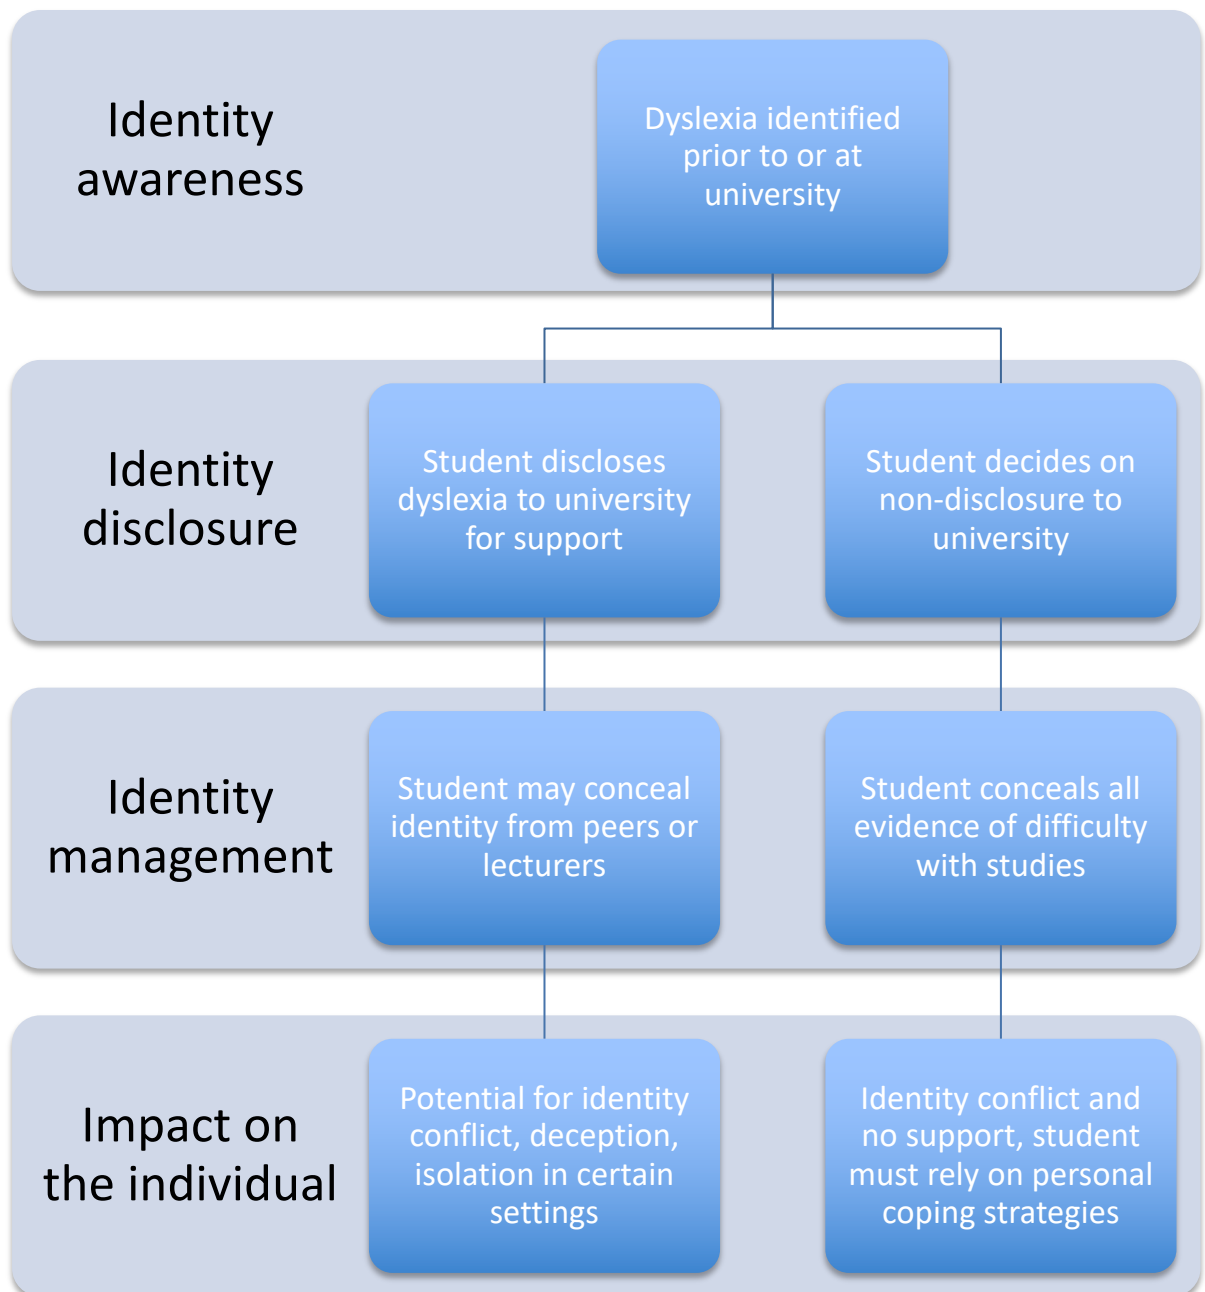 Identity
awareness
Dyslexia identified
prior to or at
university
Identity
disclosure
Student discloses
dyslexia to university
for support
Student decides on
non-disclosure to
university
Identity
management
Student may conceal
identity from peers or
lecturers
Student conceals all
evidence of difficulty
with studies
Impact on
the individual
Potential for identity
conflict, deception,
isolation in certain
settings
Identity conflict and
no support, student
must rely on personal
coping strategies